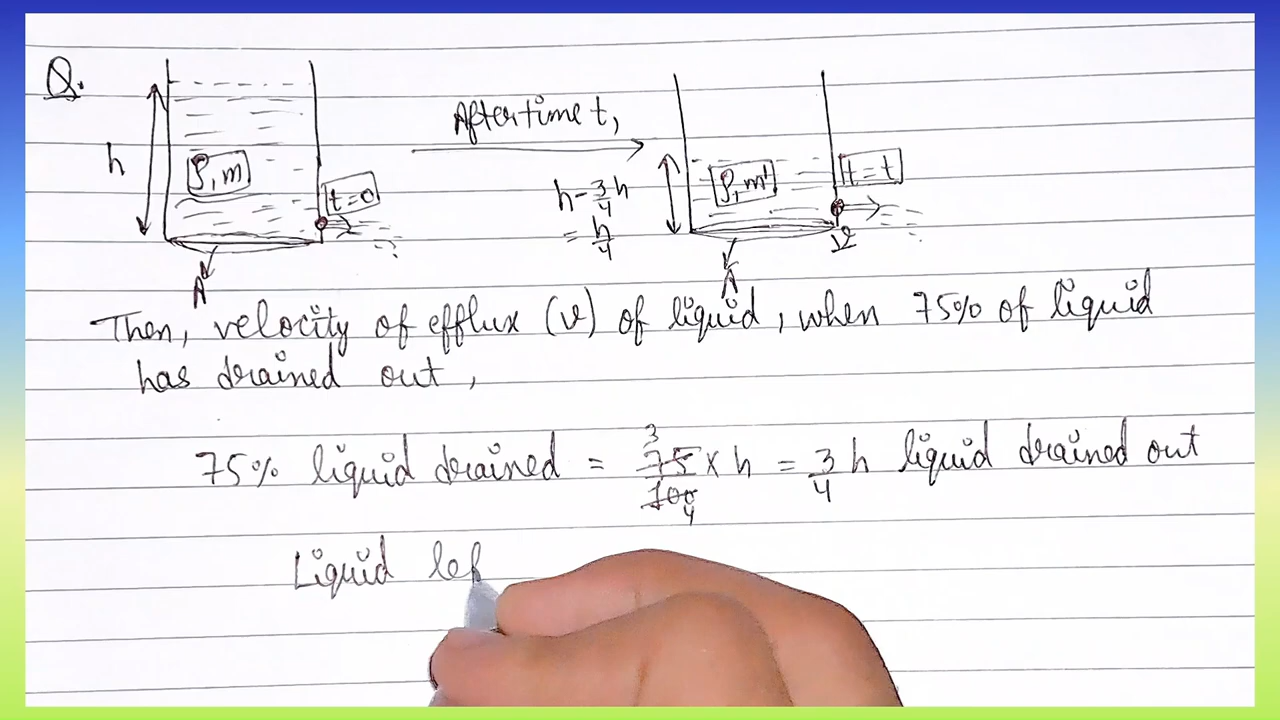 Q.
h
ρ, m
t=0
A
After time t,
h - 3/4 h
= h/4
ρ, m'
t = t
v
A
Then, velocity of efflux (v) of liquid, when 75% of liquid
has drained out,
75% liquid drained = 75/100 × h = 3/4 h liquid drained out
3
4
Liquid lef